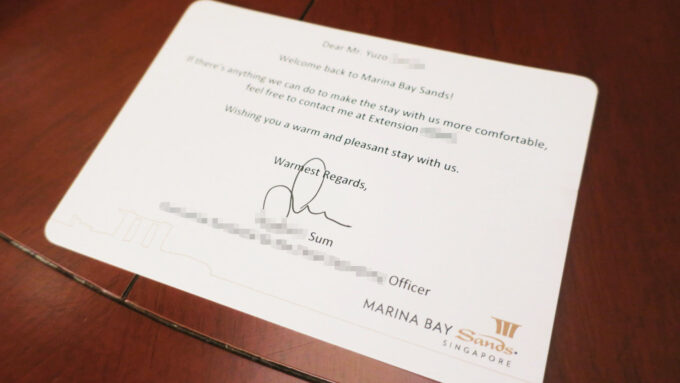 Dear Mr. Yuzo
Welcome back to Marina Bay Sands!
If there's anything we can do to make the stay with us more comfortable,
feel free to contact me at Extension
Wishing you a warm and pleasant stay with us.
Warmest Regards,
Sum
Officer
MARINA BAY
Sands
SINGAPORE